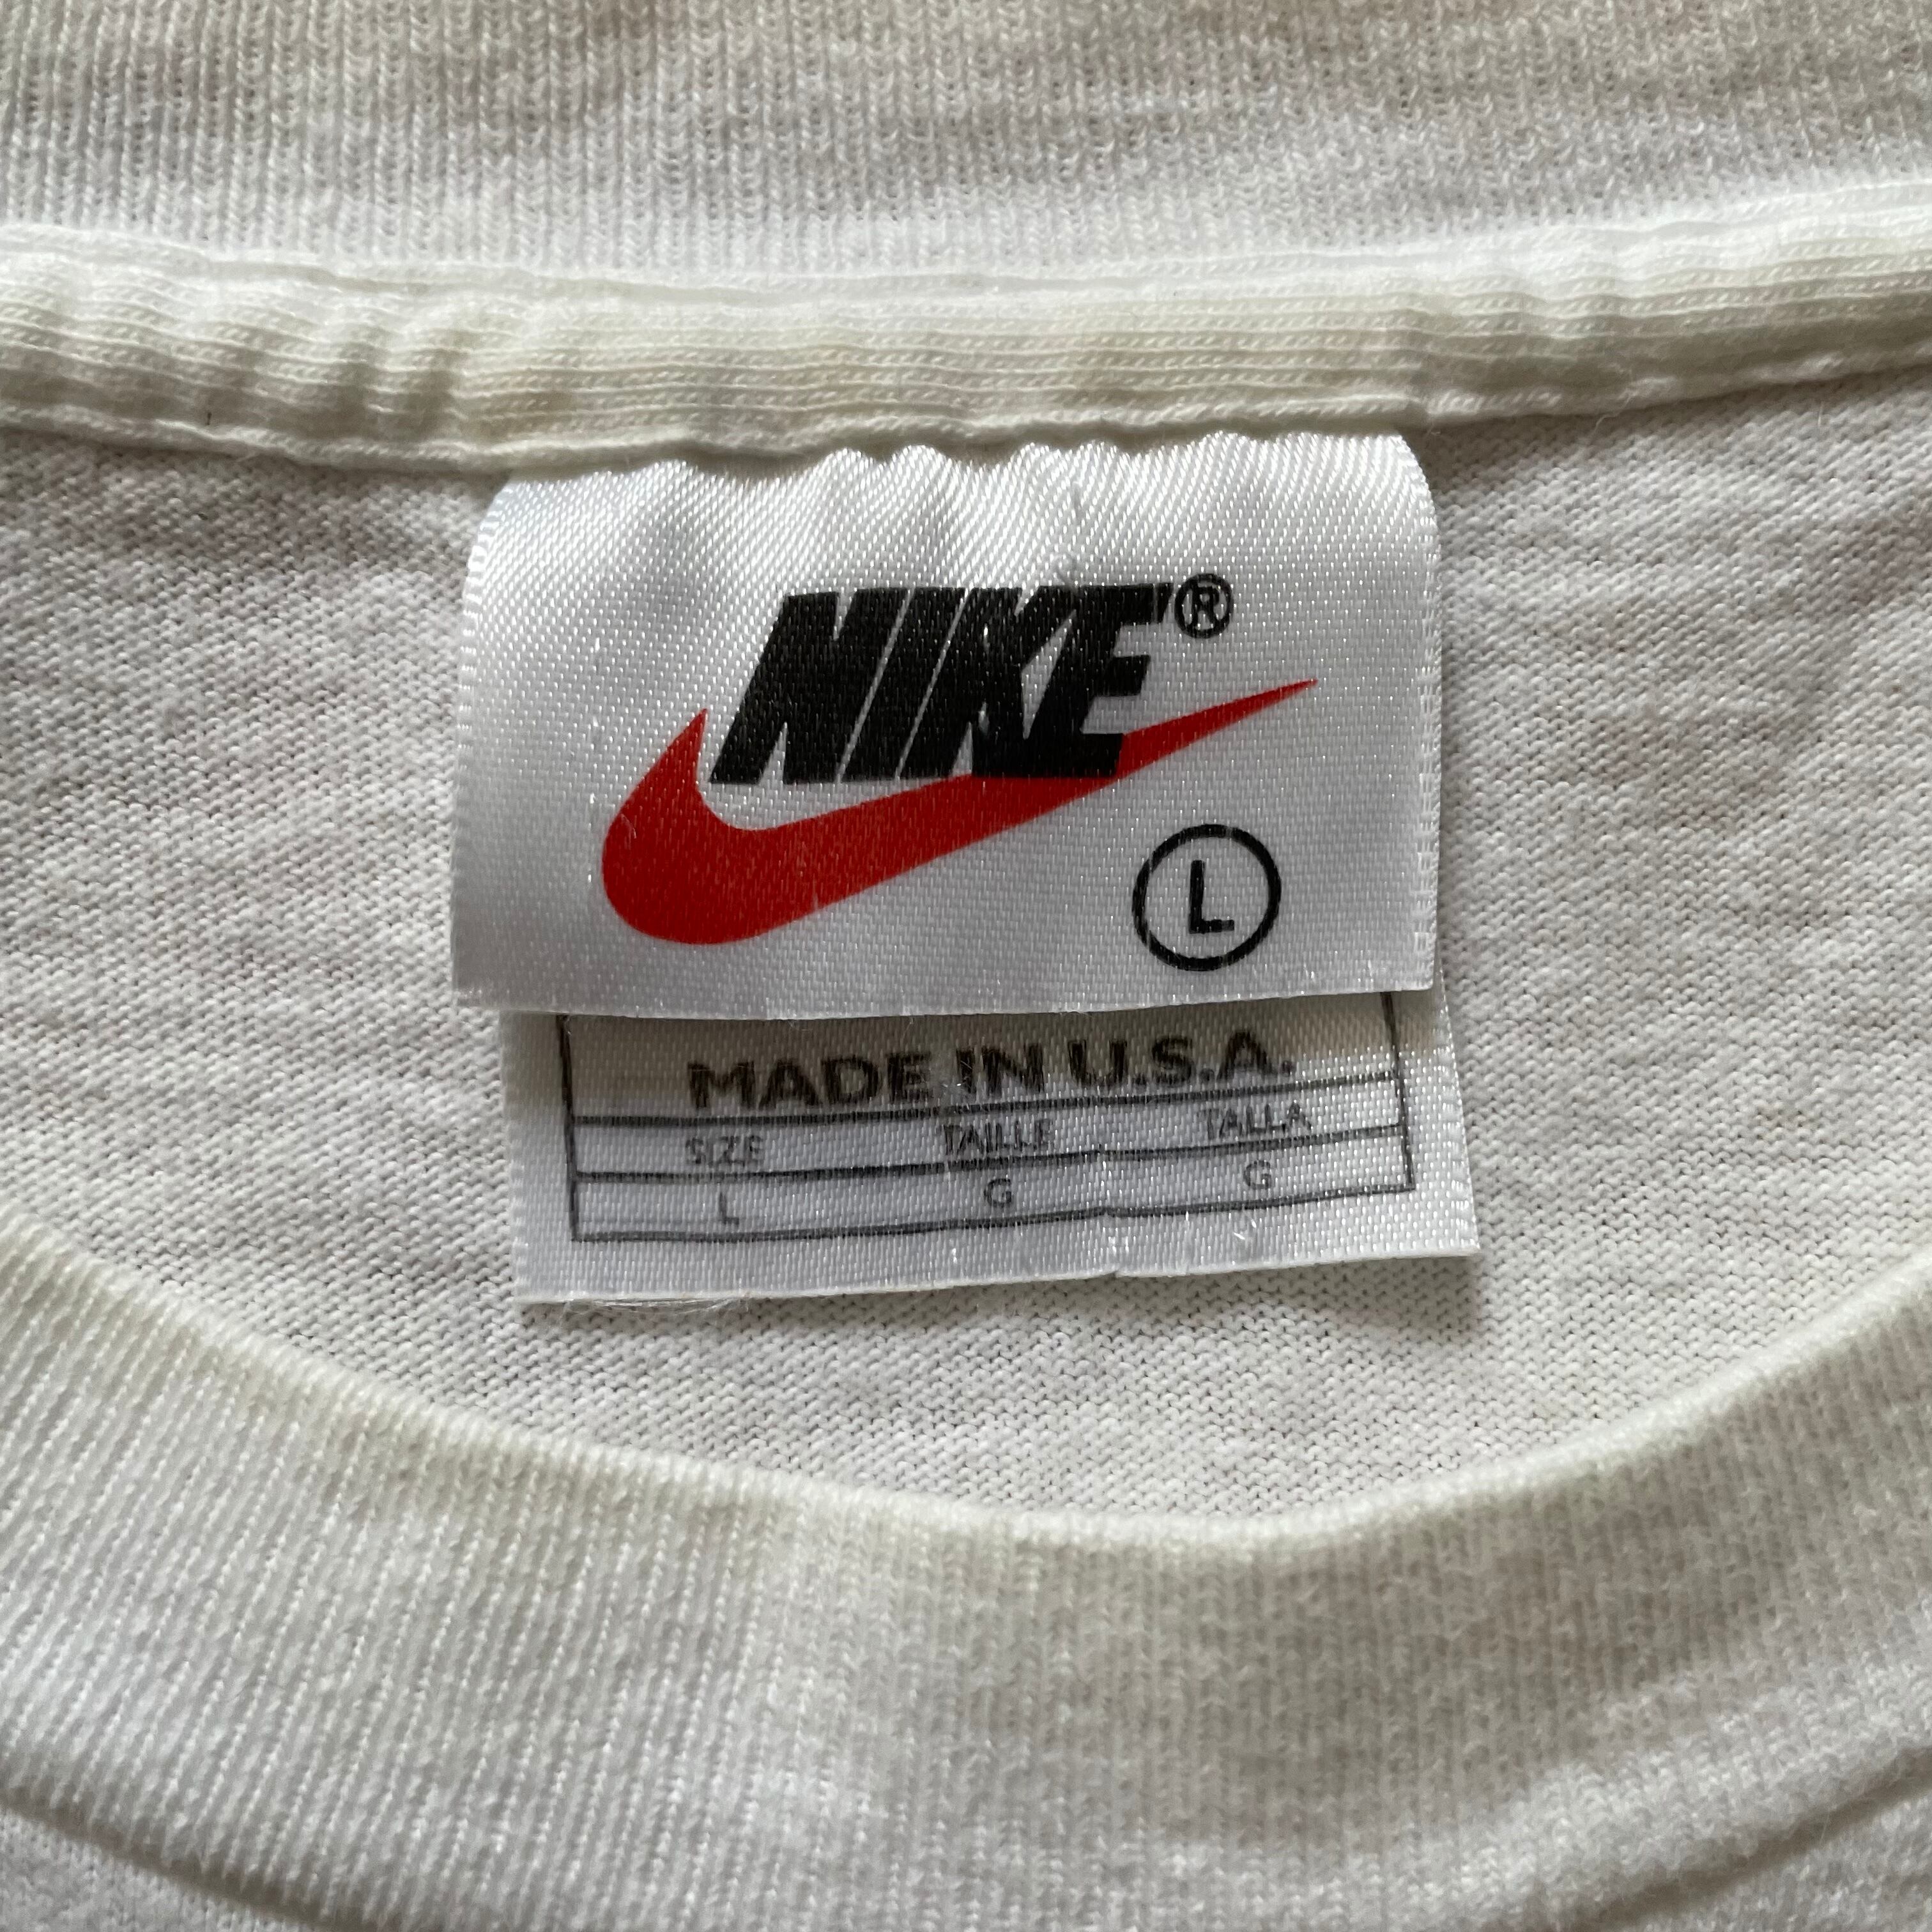 NIKE®
L
MADE IN U.S.A.
SIZE TAILLE TALLA
L G G